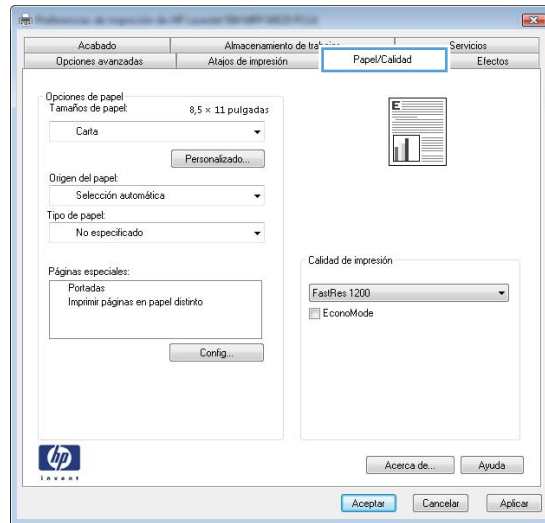 Acabado
Almacenamiento de
Servicios
Opciones avanzadas
Atajos de impresión
Papel/Calidad
Efectos
Opciones de papel
Tamaños de papel:
8,5 × 11 pulgadas
Carta
Personalizado...
Origen del papel:
Selección automática
Tipo de papel:
No especificado
Páginas especiales:
Portadas
Imprimir páginas en papel distinto
Config...
E
Calidad de impresión
FastRes 1200
EconoMode
hp
invent
Acerca de...
Ayuda
Aceptar
Cancelar
Aplicar